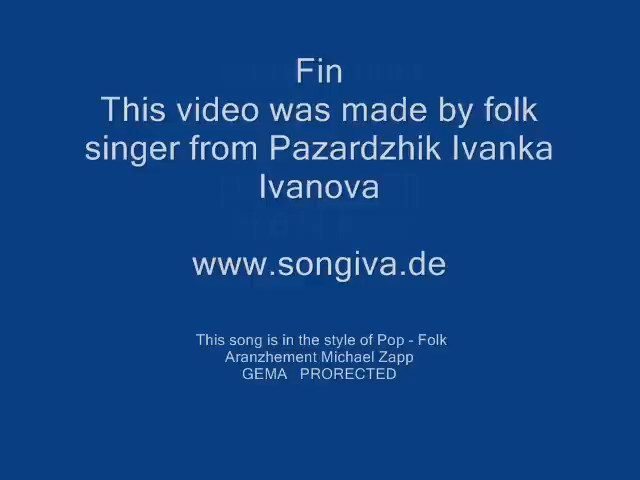 Fin
This video was made by folk
singer from Pazardzhik Ivanka
Ivanova
www.songiva.de
This song is in the style of Pop - Folk
Aranzhement Michael Zapp
GEMA PRORECTED